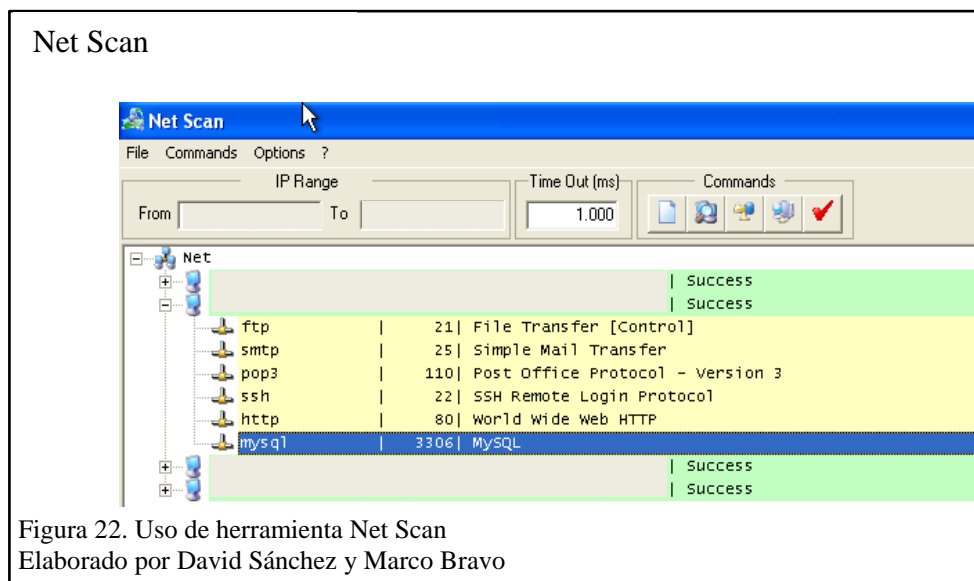 Net Scan
Net Scan
File Commands Options ?
IP Range Time Out (ms) Commands
From To 1.000
Net
| Success
| Success
ftp | 21| File Transfer [Control]
smtp | 25| Simple Mail Transfer
pop3 | 110| Post Office Protocol - Version 3
ssh | 22| SSH Remote Login Protocol
http | 80| World Wide Web HTTP
mysql | 3306| MySQL
| Success
| Success
Figura 22. Uso de herramienta Net Scan
Elaborado por David Sánchez y Marco Bravo